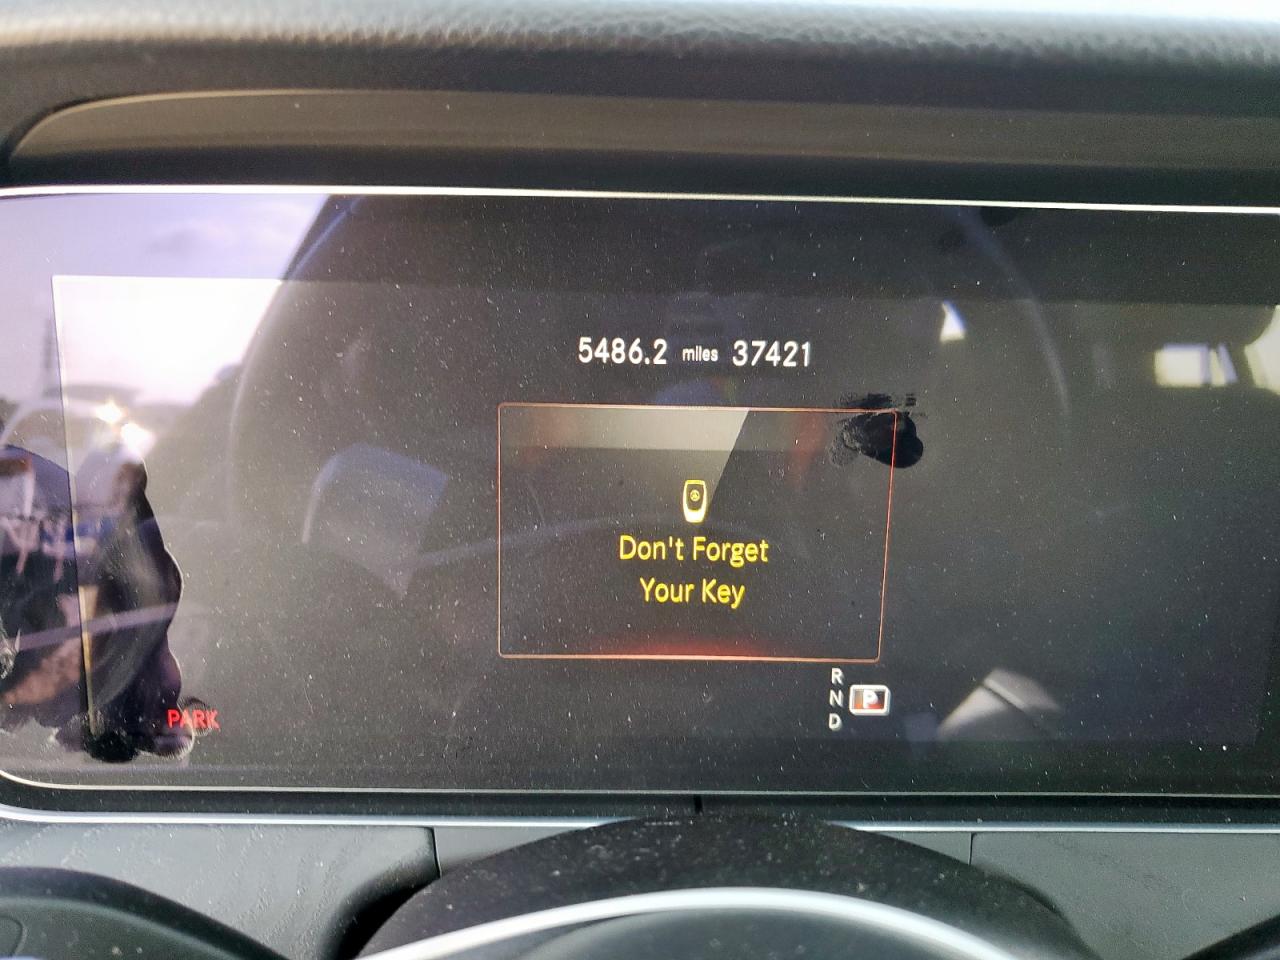 5486.2 miles 37421
Don't Forget
Your Key
R
N P
D
PARK